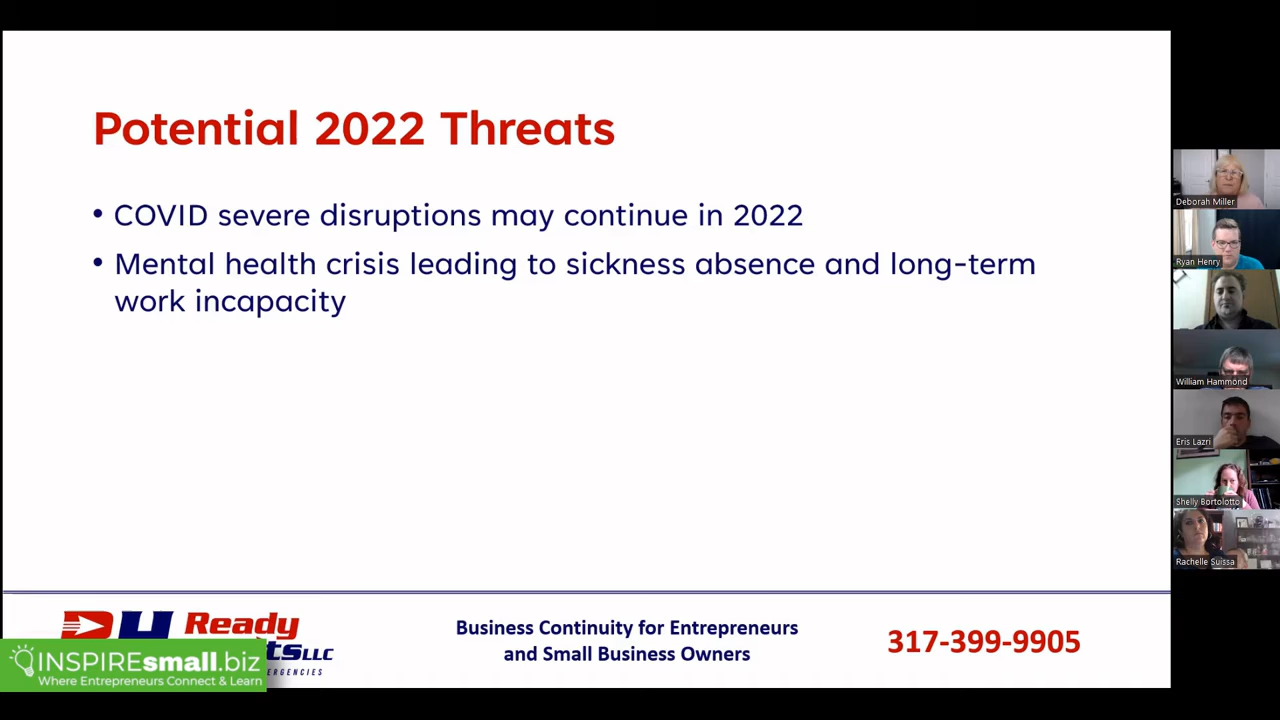 Potential 2022 Threats
• COVID severe disruptions may continue in 2022
• Mental health crisis leading to sickness absence and long-term
work incapacity
Ready
LLC
Business Continuity for Entrepreneurs
and Small Business Owners
317-399-9905
INSPIREsmall.biz
Where Entrepreneurs Connect & Learn
Deborah Miller
Ryan Henry
William Hammond
Eris Lazri
Shelly Bortolotto
Rachelle Suissa